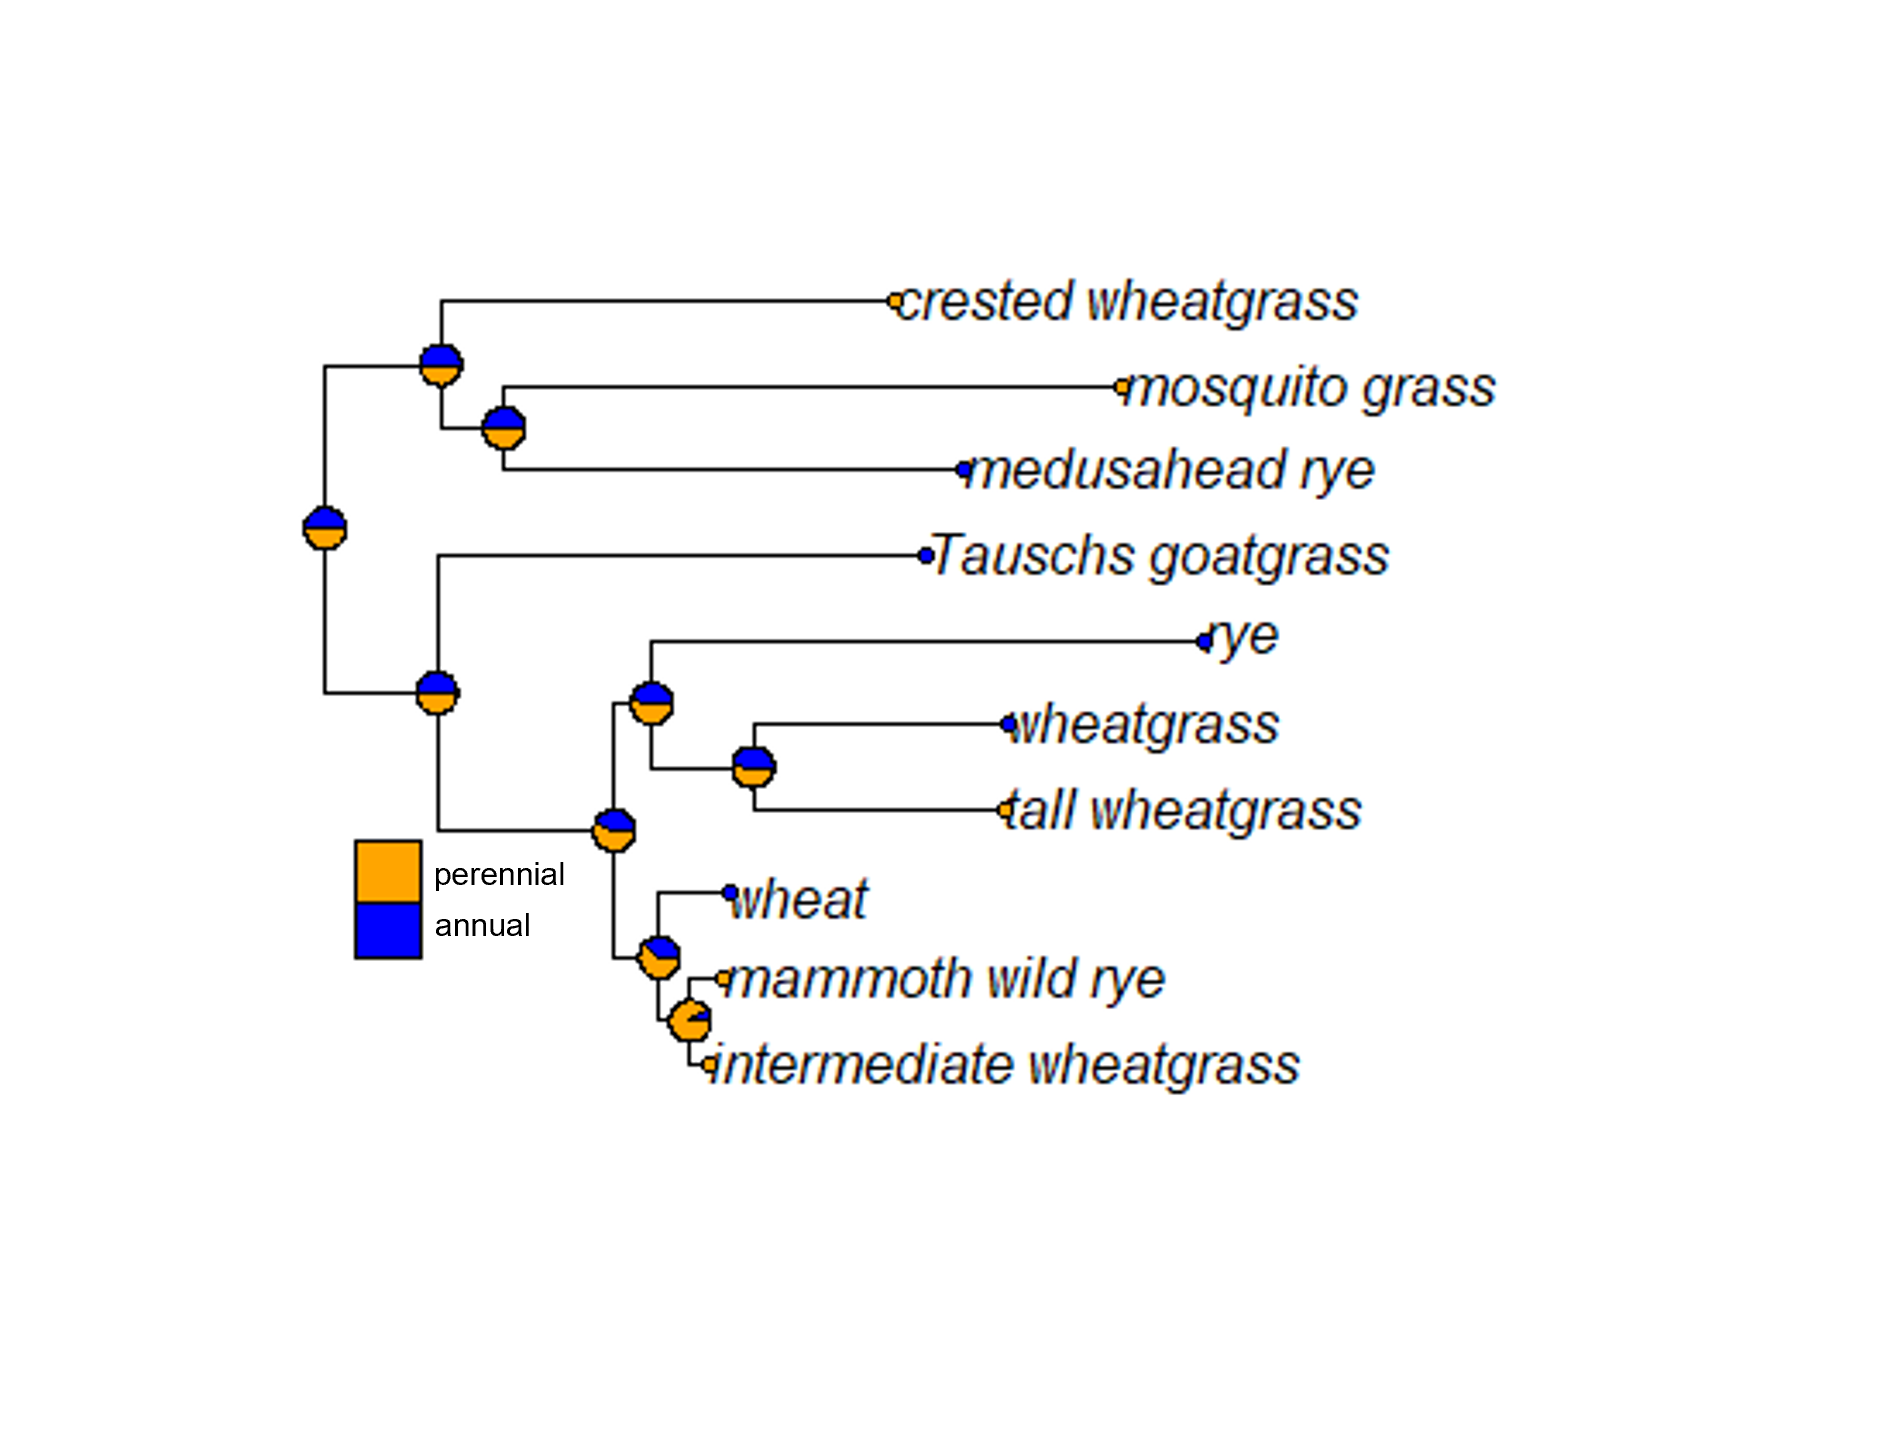 crested wheatgrass
mosquito grass
medusahead rye
Tauschs goatgrass
rye
wheatgrass
tall wheatgrass
perennial
annual
wheat
mammoth wild rye
intermediate wheatgrass